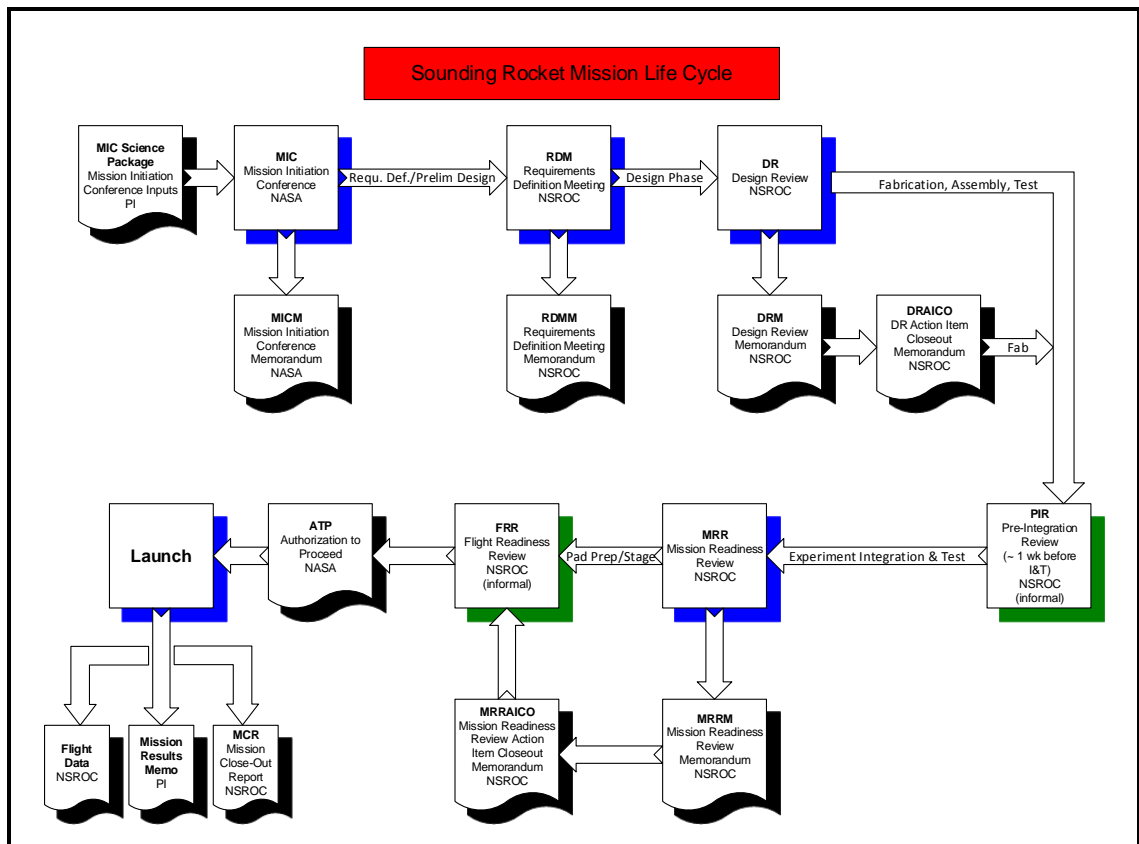 Sounding Rocket Mission Life Cycle
MIC Science
Package
Mission Initiation
Conference Inputs
PI
MIC
Mission Initiation
Conference
NASA
Requ. Def./Prelim Design
RDM
Requirements
Definition Meeting
NSROC
Design Phase
DR
Design Review
NSROC
Fabrication, Assembly, Test
MICM
Mission Initiation
Conference
Memorandum
NASA
RDMM
Requirements
Definition Meeting
Memorandum
NSROC
DRM
Design Review
Memorandum
NSROC
DRAICO
DR Action Item
Closeout
Memorandum
NSROC
Fab
Launch
ATP
Authorization to
Proceed
NASA
FRR
Flight Readiness
Review
NSROC
(informal)
Pad Prep/Stage
MRR
Mission Readiness
Review
NSROC
Experiment Integration & Test
PIR
Pre-Integration
Review
(~ 1 wk before
I&T)
NSROC
(informal)
Flight
Data
NSROC
Mission
Results
Memo
PI
MCR
Mission
Close-Out
Report
NSROC
MRRAICO
Mission Readiness
Review Action
Item Closeout
Memorandum
NSROC
MRRM
Mission Readiness
Review
Memorandum
NSROC